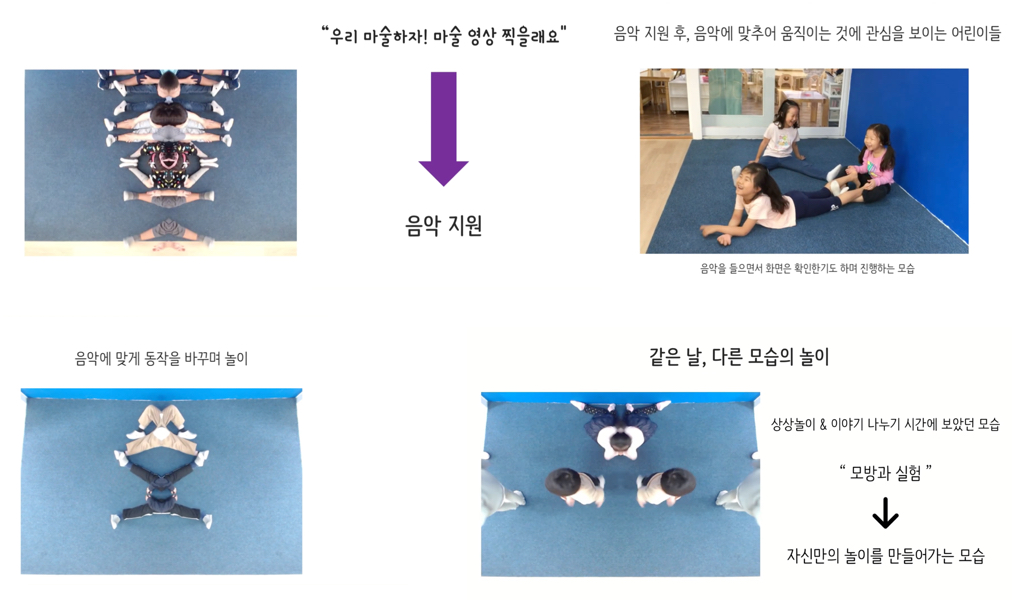 “우리 마술하자! 마술 영상 찍을래요"
음악 지원
음악 지원 후, 음악에 맞추어 움직이는 것에 관심을 보이는 어린이들
음악을 들으면서 화면은 확인한기도 하며 진행하는 모습
음악에 맞게 동작을 바꾸며 놀이
같은 날, 다른 모습의 놀이
상상놀이 & 이야기 나누기 시간에 보았던 모습
“ 모방과 실험 ”
자신만의 놀이를 만들어가는 모습